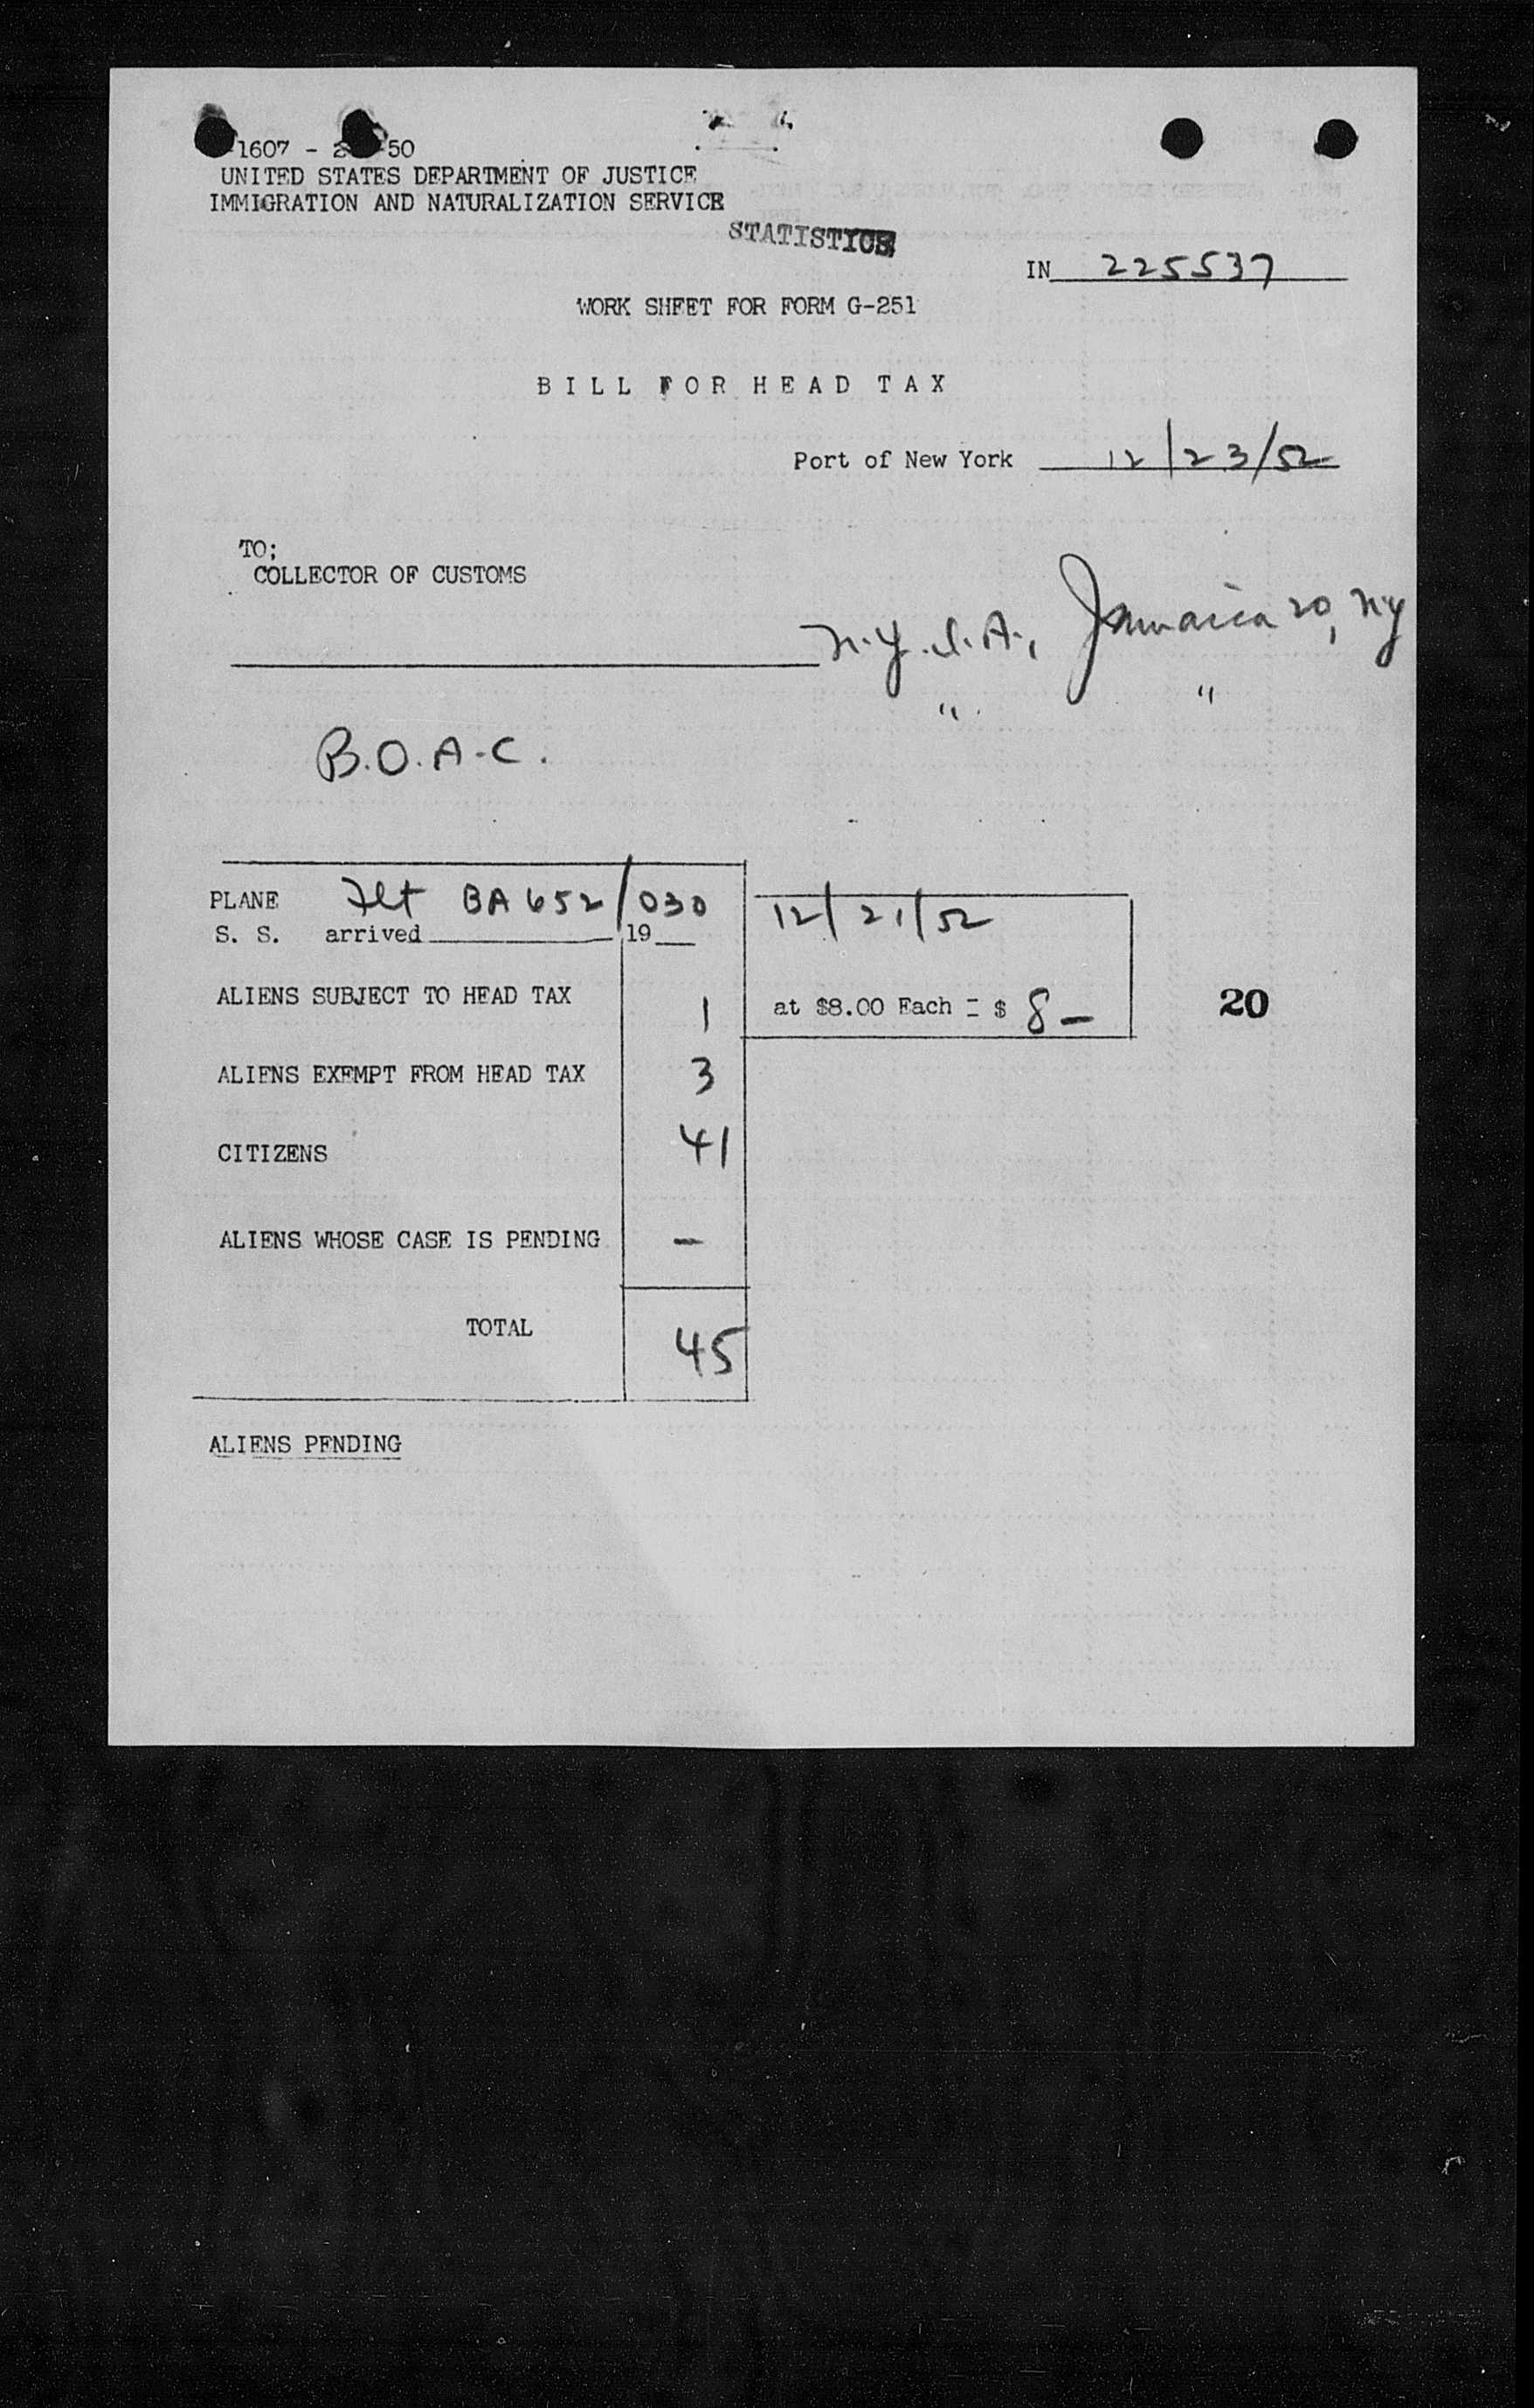 1607 - 50
UNITED STATES DEPARTMENT OF JUSTICE
IMMIGRATION AND NATURALIZATION SERVICE
STATISTICS
IN 225537
WORK SHEET FOR FORM G-251
BILL FOR HEAD TAX
Port of New York 12/23/52
TO;
COLLECTOR OF CUSTOMS
N.Y.I.A., Jamaica 20, NY
" "
B.O.A.C.
PLANE Flt BA 652/030 12/21/52
S. S. arrived 19
ALIENS SUBJECT TO HEAD TAX 1 at $8.00 Each = $ 8 — 20
ALIENS EXEMPT FROM HEAD TAX 3
CITIZENS 41
ALIENS WHOSE CASE IS PENDING —
TOTAL 45
ALIENS PENDING